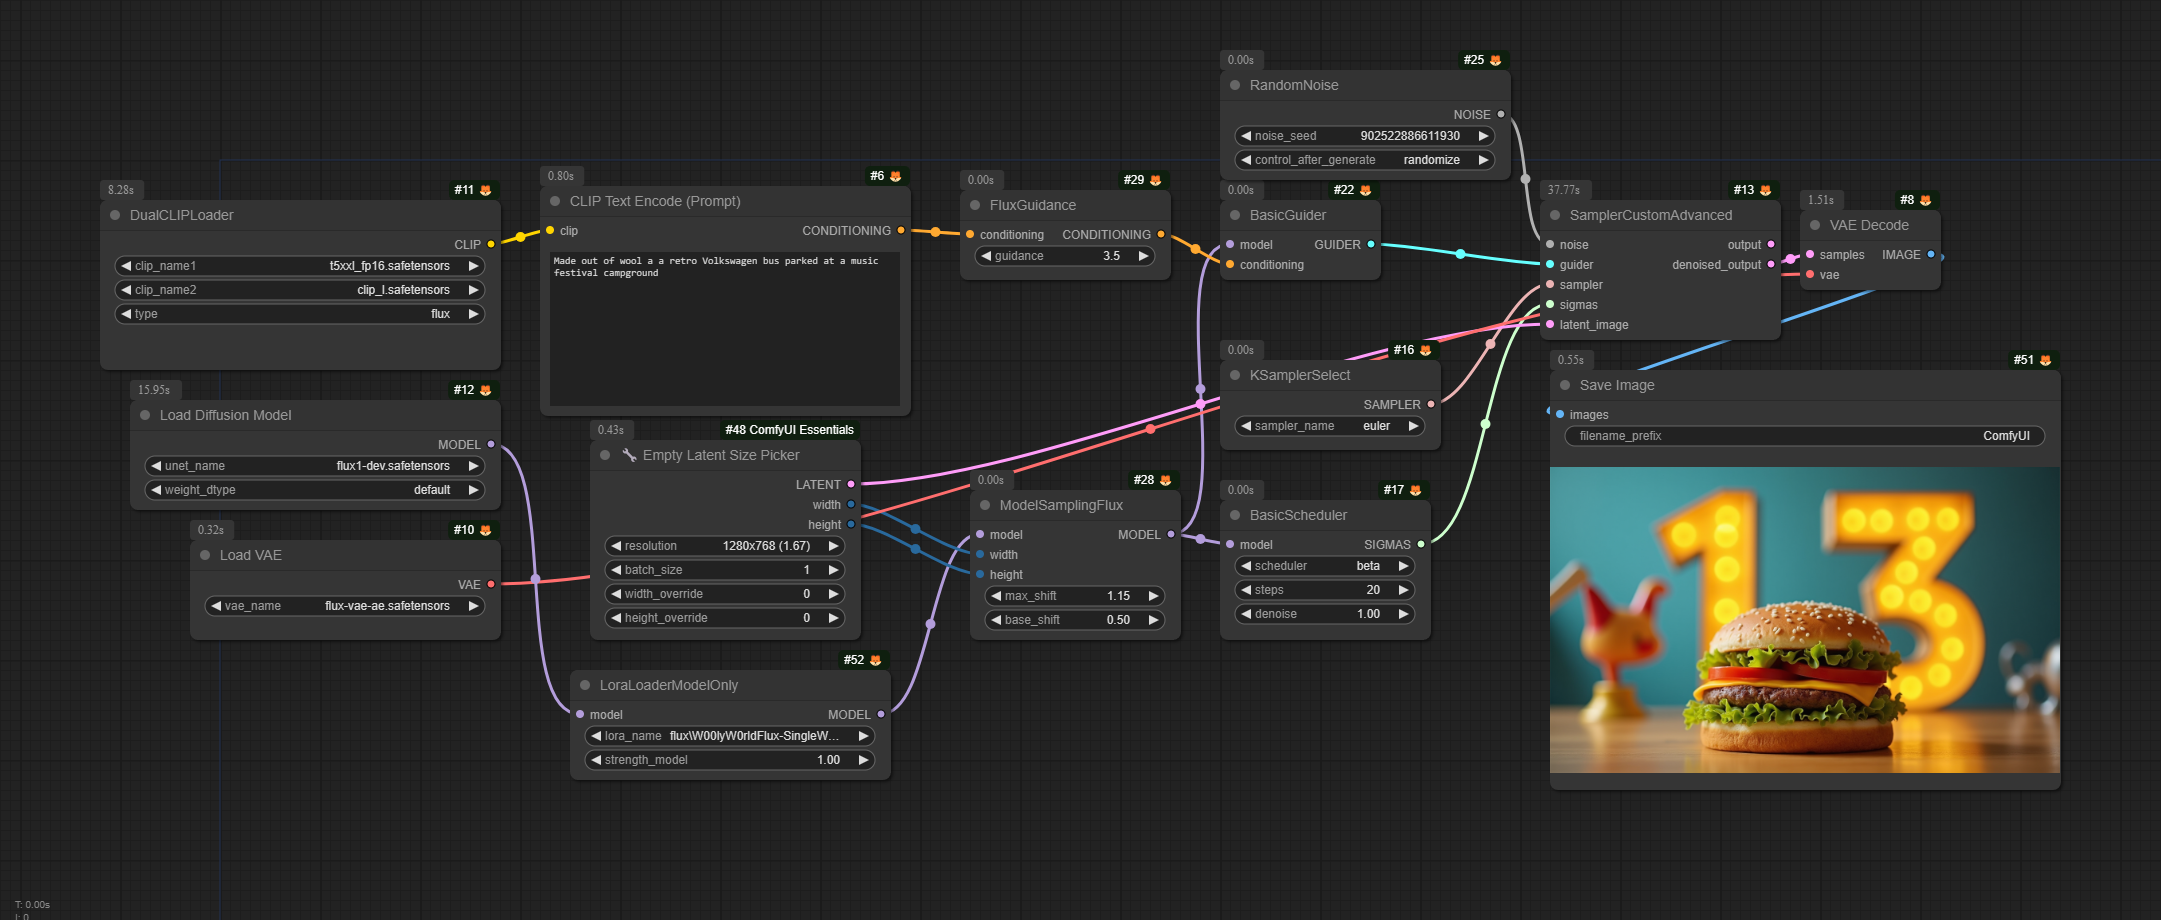 0.00s
#25
RandomNoise
NOISE
noise_seed 902522886611930
control_after_generate randomize
8.28s
#11
DualCLIPLoader
CLIP
clip_name1 t5xxl_fp16.safetensors
clip_name2 clip_l.safetensors
type flux
0.80s
#6
CLIP Text Encode (Prompt)
clip CONDITIONING
Made out of wool a a retro Volkswagen bus parked at a music
festival campground
0.00s
#29
FluxGuidance
conditioning CONDITIONING
guidance 3.5
0.00s
#22
BasicGuider
model GUIDER
conditioning
37.77s
#13
SamplerCustomAdvanced
noise output
guider denoised_output
sampler
sigmas
latent_image
1.51s
#8
VAE Decode
samples IMAGE
vae
15.95s
#12
Load Diffusion Model
MODEL
unet_name flux1-dev.safetensors
weight_dtype default
0.32s
#10
Load VAE
VAE
vae_name flux-vae-ae.safetensors
0.43s
#48 ComfyUI Essentials
Empty Latent Size Picker
LATENT
width
height
resolution 1280x768 (1.67)
batch_size 1
width_override 0
height_override 0
#52
LoraLoaderModelOnly
model MODEL
lora_name flux\W00lyW0rldFlux-SingleW...
strength_model 1.00
0.00s
#28
ModelSamplingFlux
model MODEL
width
height
max_shift 1.15
base_shift 0.50
0.00s
#16
KSamplerSelect
SAMPLER
sampler_name euler
0.00s
#17
BasicScheduler
model SIGMAS
scheduler beta
steps 20
denoise 1.00
0.55s
#51
Save Image
images
filename_prefix ComfyUI
13
T: 0.00s
I: 0